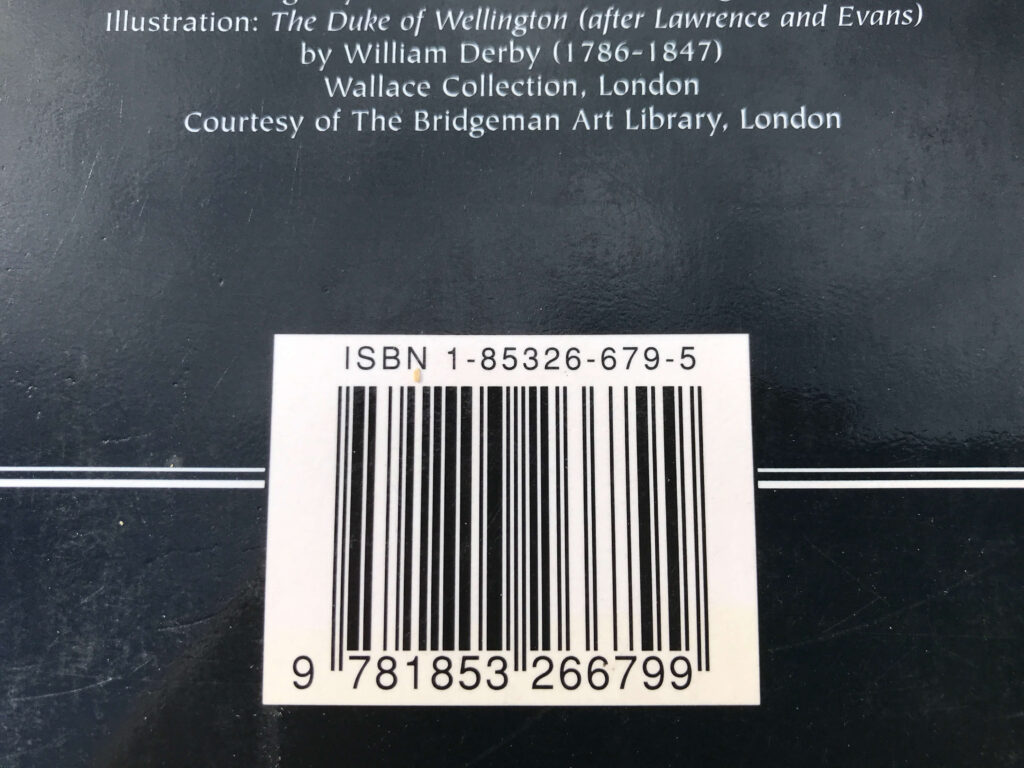 Illustration: The Duke of Wellington (after Lawrence and Evans)
by William Derby (1786-1847)
Wallace Collection, London
Courtesy of The Bridgeman Art Library, London
ISBN 1-85326-679-5
9 781853 266799